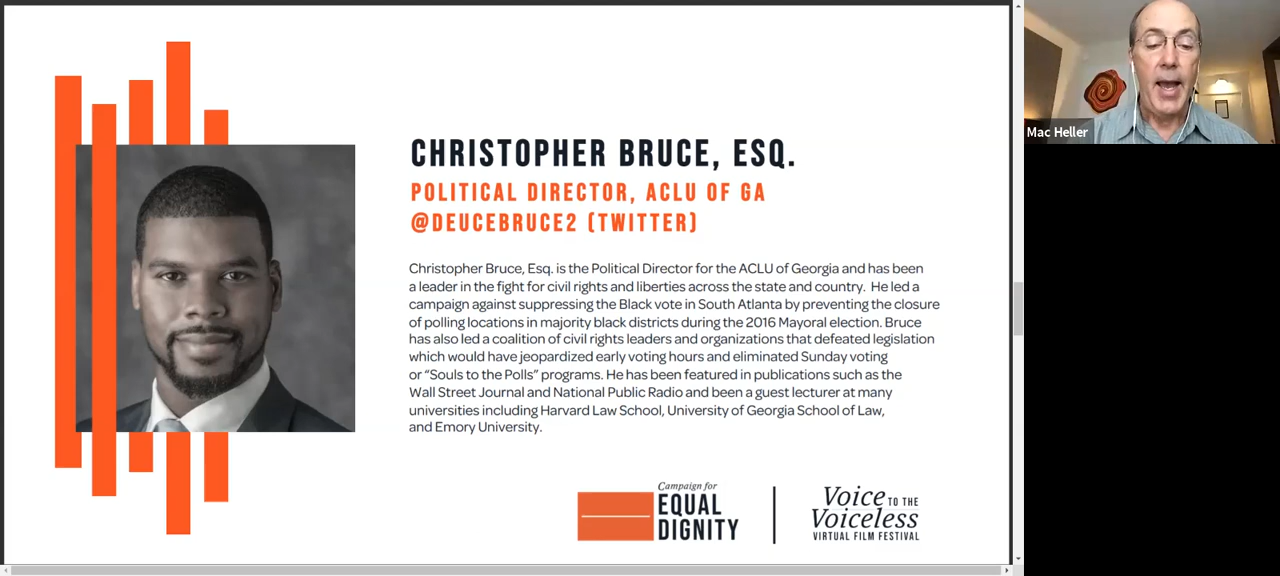 CHRISTOPHER BRUCE, ESQ.
POLITICAL DIRECTOR, ACLU OF GA
@DEUCEBRUCE2 (TWITTER)
Christopher Bruce, Esq. is the Political Director for the ACLU of Georgia and has been
a leader in the fight for civil rights and liberties across the state and country. He led a
campaign against suppressing the Black vote in South Atlanta by preventing the closure
of polling locations in majority black districts during the 2016 Mayoral election. Bruce
has also led a coalition of civil rights leaders and organizations that defeated legislation
which would have jeopardized early voting hours and eliminated Sunday voting
or “Souls to the Polls” programs. He has been featured in publications such as the
Wall Street Journal and National Public Radio and been a guest lecturer at many
universities including Harvard Law School, University of Georgia School of Law,
and Emory University.
Campaign for
EQUAL
DIGNITY
Voice TO THE
Voiceless
VIRTUAL FILM FESTIVAL
Mac Heller